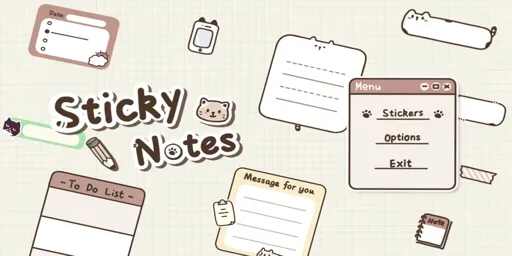 Date:
Sticky
Notes
Menu
Stickers
Options
Exit
- To Do List -
Message for you
Note